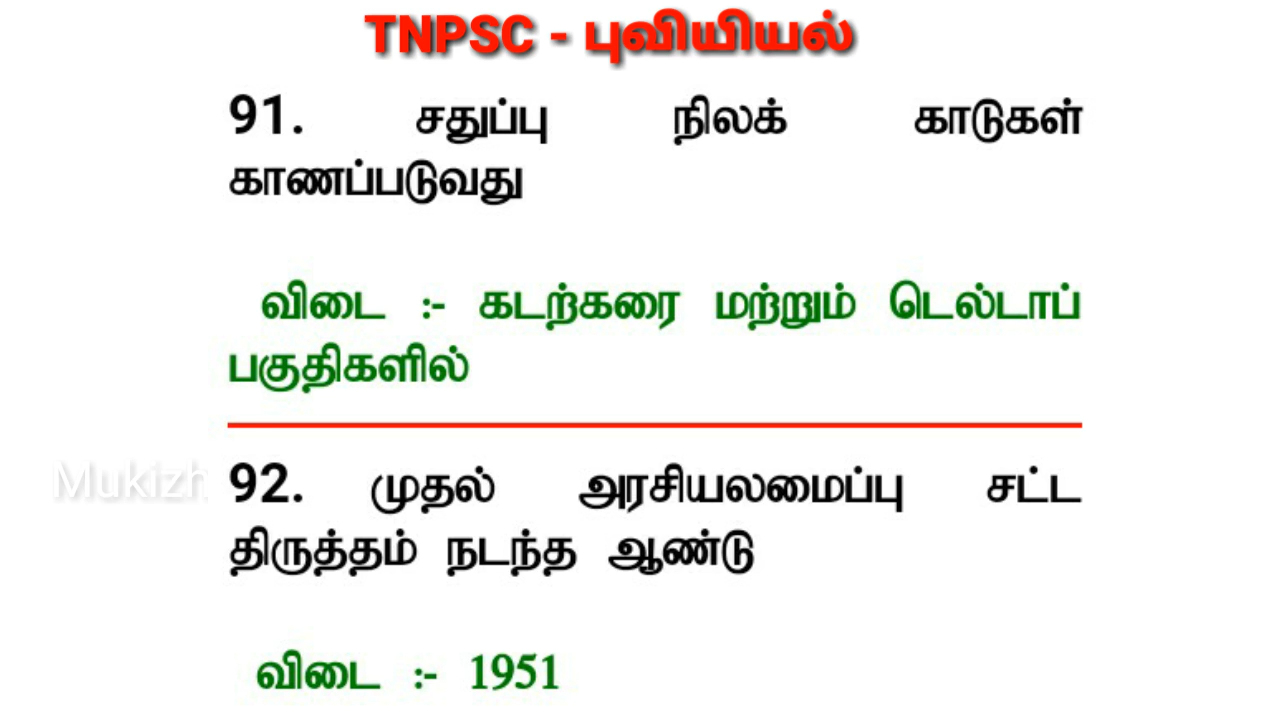 TNPSC - புவியியல்
91. சதுப்பு நிலக் காடுகள்
காணப்படுவது
விடை :- கடற்கரை மற்றும் டெல்டாப்
பகுதிகளில்
Mukizh
92. முதல் அரசியலமைப்பு சட்ட
திருத்தம் நடந்த ஆண்டு
விடை :- 1951